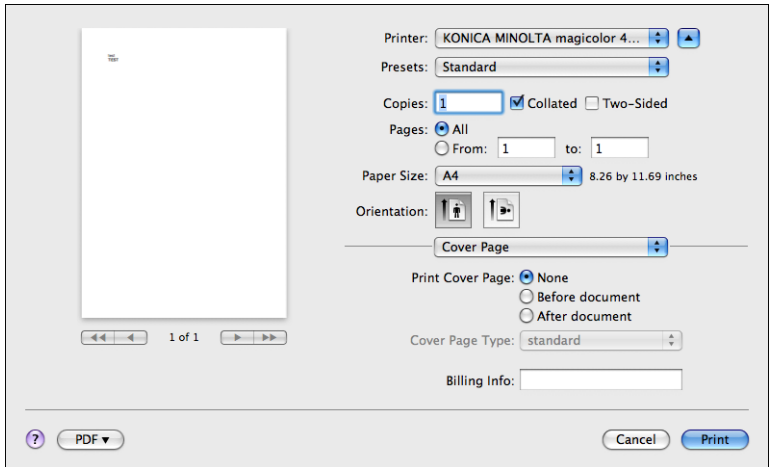 Printer: KONICA MINOLTA magicolor 4...
Presets: Standard
Copies: 1 Collated Two-Sided
Pages: All
From: 1 to: 1
Paper Size: A4 8.26 by 11.69 inches
Orientation:
Cover Page
Print Cover Page: None
Before document
After document
Cover Page Type: standard
Billing Info:
TEST
1 of 1
? PDF ▼ Cancel Print